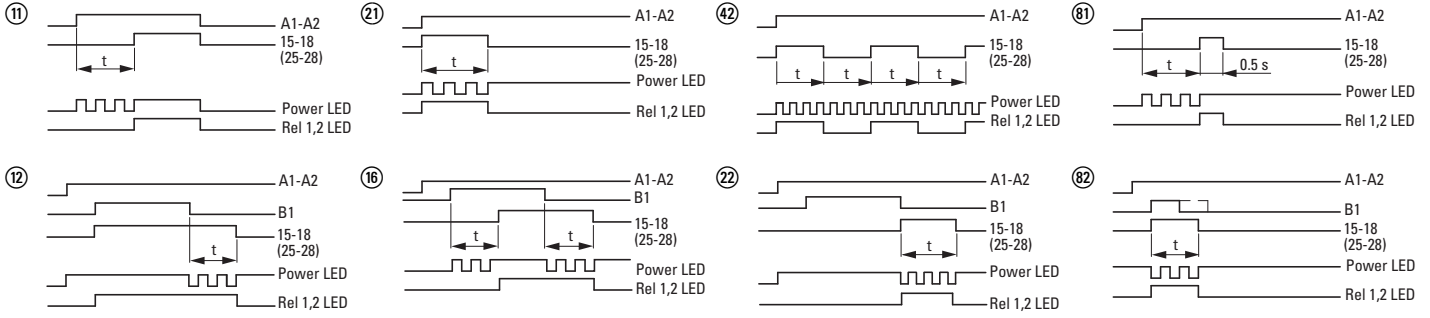 11
A1-A2
15-18
(25-28)
t
Power LED
Rel 1,2 LED
21
A1-A2
15-18
(25-28)
t
Power LED
Rel 1,2 LED
42
A1-A2
15-18
(25-28)
t t t t
Power LED
Rel 1,2 LED
81
A1-A2
15-18
(25-28)
t 0.5 s
Power LED
Rel 1,2 LED
12
A1-A2
B1
15-18
(25-28)
t
Power LED
Rel 1,2 LED
16
A1-A2
B1
15-18
(25-28)
t t
Power LED
Rel 1,2 LED
22
A1-A2
B1
15-18
(25-28)
t
Power LED
Rel 1,2 LED
82
A1-A2
B1
15-18
(25-28)
t
Power LED
Rel 1,2 LED